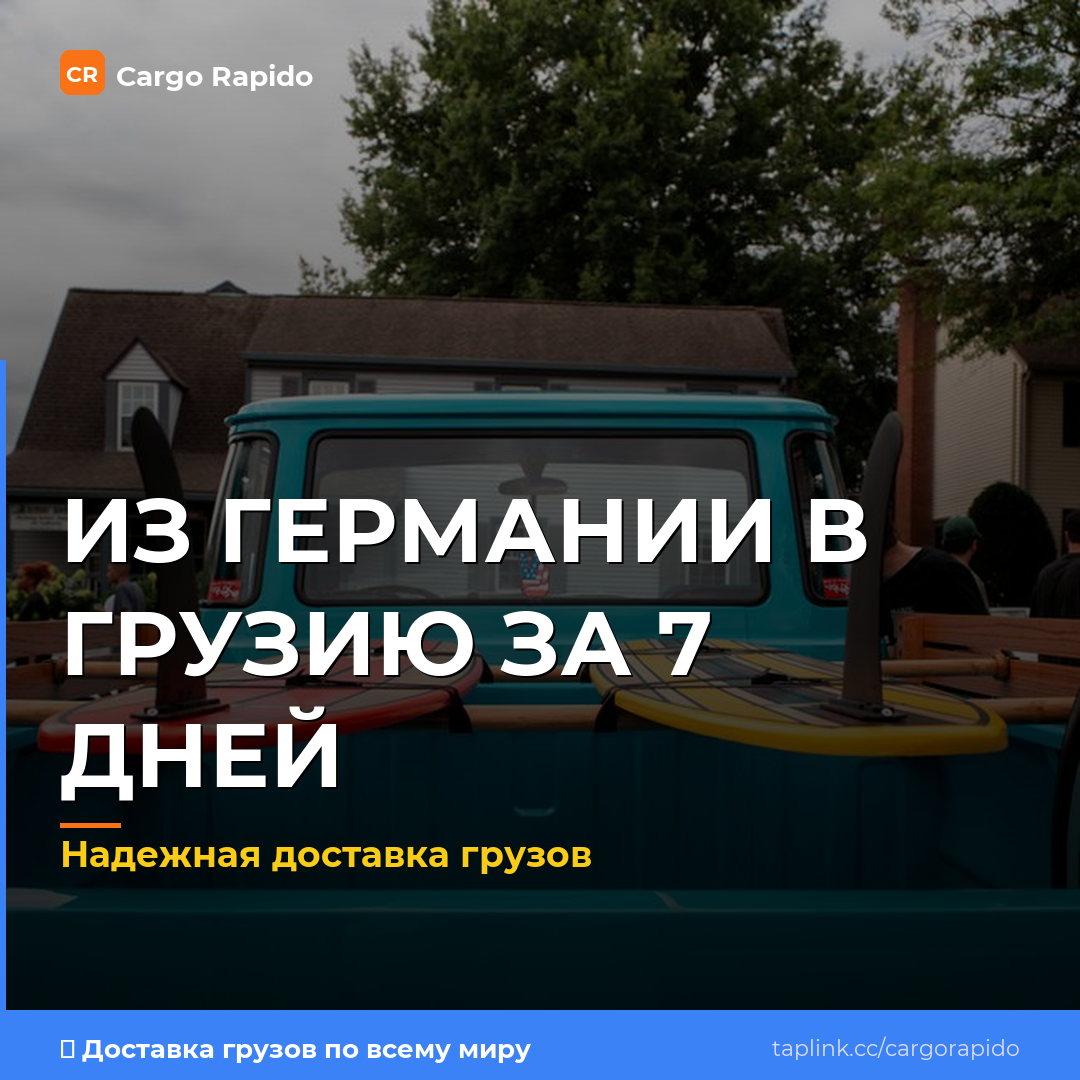 CR Cargo Rapido
ИЗ ГЕРМАНИИ В
ГРУЗИЮ ЗА 7
ДНЕЙ
Надежная доставка грузов
Доставка грузов по всему миру
taplink.cc/cargorapido